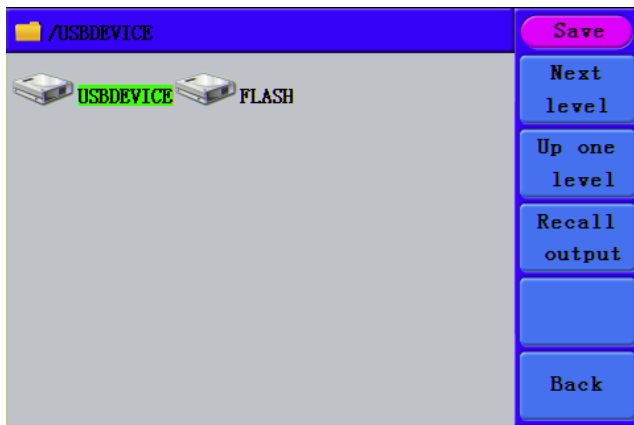 /USBDEVICE
USBDEVICE FLASH
Save
Next
level
Up one
level
Recall
output
Back